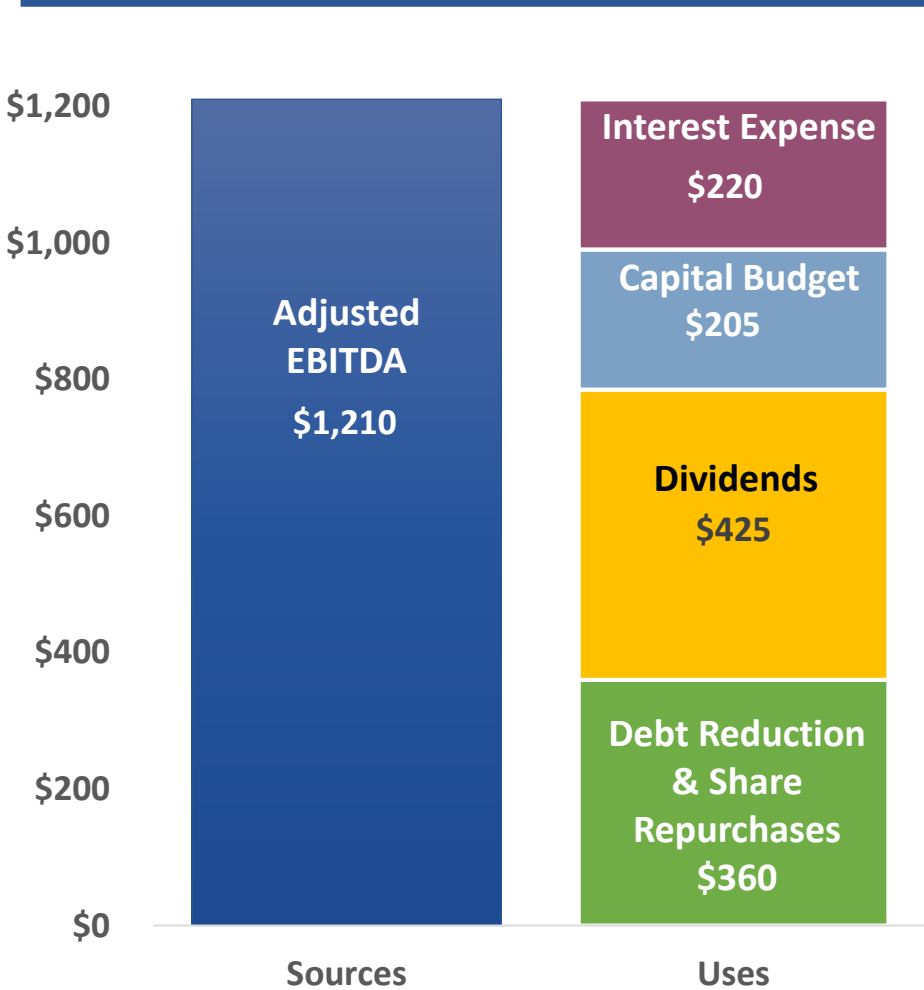 $1,200
$1,000
$800
$600
$400
$200
$0
Adjusted
EBITDA
$1,210
Interest Expense
$220
Capital Budget
$205
Dividends
$425
Debt Reduction
& Share
Repurchases
$360
Sources
Uses